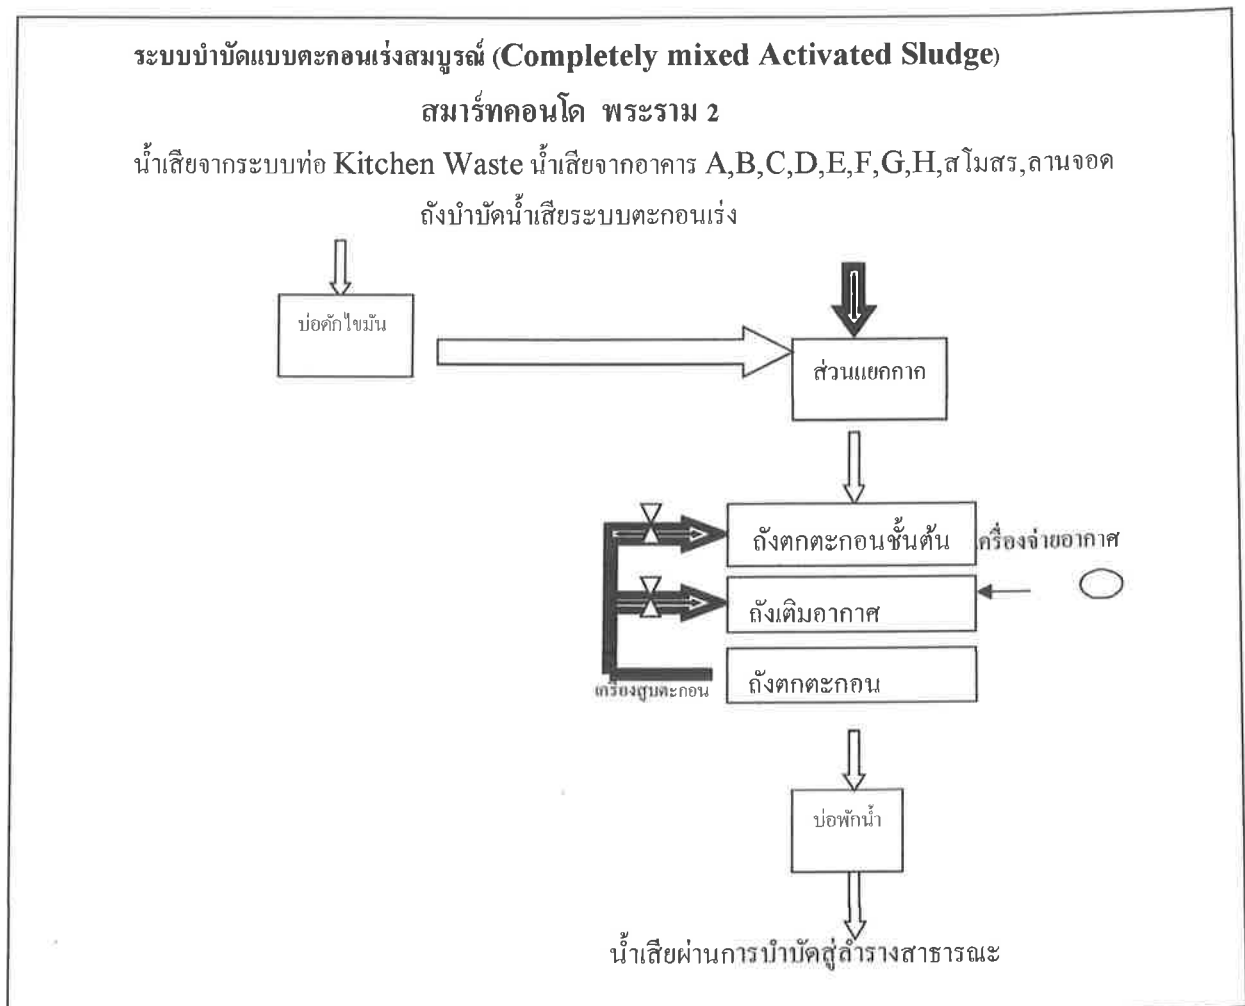 ระบบบำบัดแบบตะกอนเร่งสมบูรณ์ (Completely mixed Activated Sludge)
สมาร์ทคอนโด พระราม 2
น้ำเสียจากระบบท่อ Kitchen Waste น้ำเสียจากอาคาร A,B,C,D,E,F,G,H,สโมสร,ลานจอด
ถังบำบัดน้ำเสียระบบตะกอนเร่ง
บ่อดักไขมัน
ส่วนแยกกาก
ถังตกตะกอนชั้นต้น
เครื่องจ่ายอากาศ
ถังเติมอากาศ
ถังตกตะกอน
เครื่องสูบตะกอน
บ่อพักน้ำ
น้ำเสียผ่านการบำบัดสู่ลำรางสาธารณะ